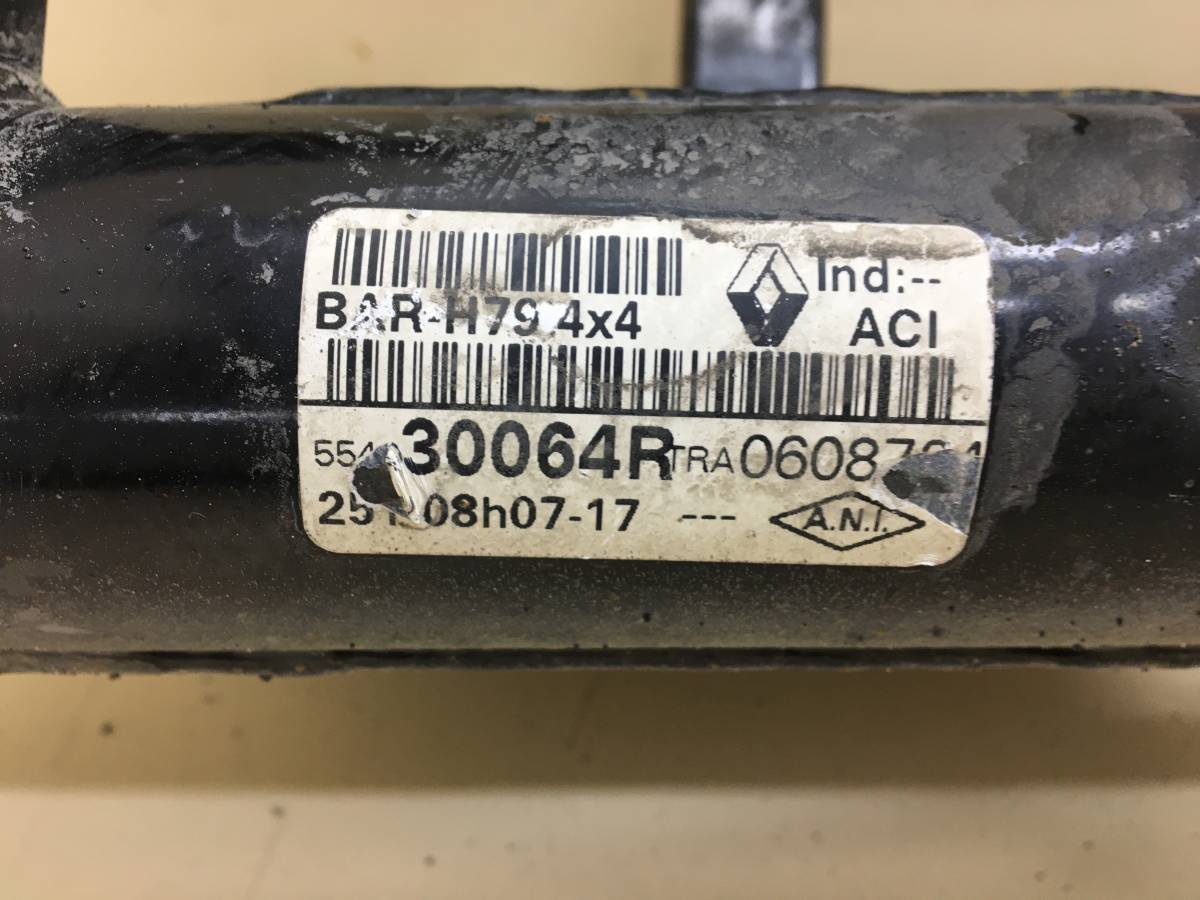 Ind:--
BAR-H79 4x4
ACI
30064R TRA
08h07-17 ---
A.N.I.